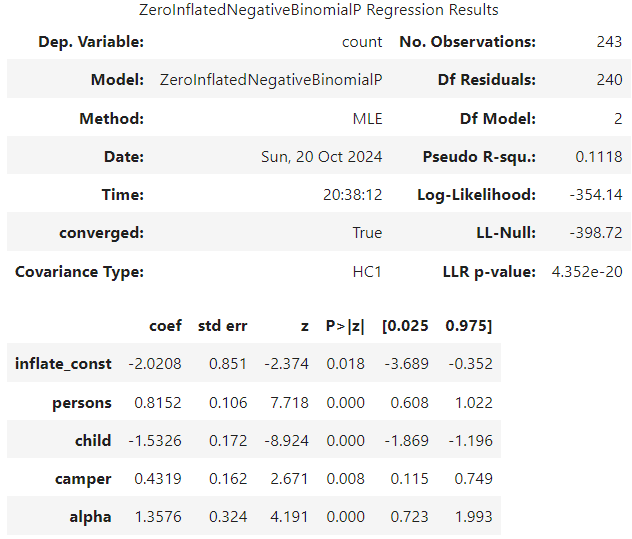 ZeroInflatedNegativeBinomialP Regression Results
Dep. Variable: count No. Observations: 243
Model: ZeroInflatedNegativeBinomialP Df Residuals: 240
Method: MLE Df Model: 2
Date: Sun, 20 Oct 2024 Pseudo R-squ.: 0.1118
Time: 20:38:12 Log-Likelihood: -354.14
converged: True LL-Null: -398.72
Covariance Type: HC1 LLR p-value: 4.352e-20
coef std err z P>|z| [0.025 0.975]
inflate_const -2.0208 0.851 -2.374 0.018 -3.689 -0.352
persons 0.8152 0.106 7.718 0.000 0.608 1.022
child -1.5326 0.172 -8.924 0.000 -1.869 -1.196
camper 0.4319 0.162 2.671 0.008 0.115 0.749
alpha 1.3576 0.324 4.191 0.000 0.723 1.993